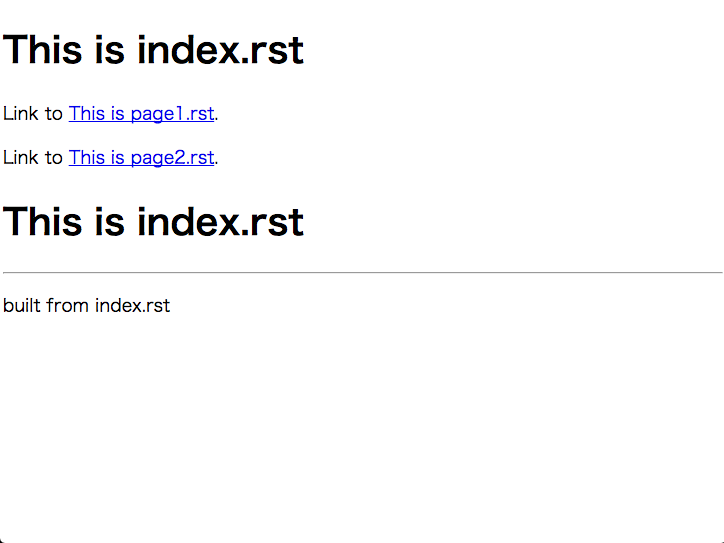 This is index.rst
Link to This is page1.rst.
Link to This is page2.rst.
This is index.rst
built from index.rst